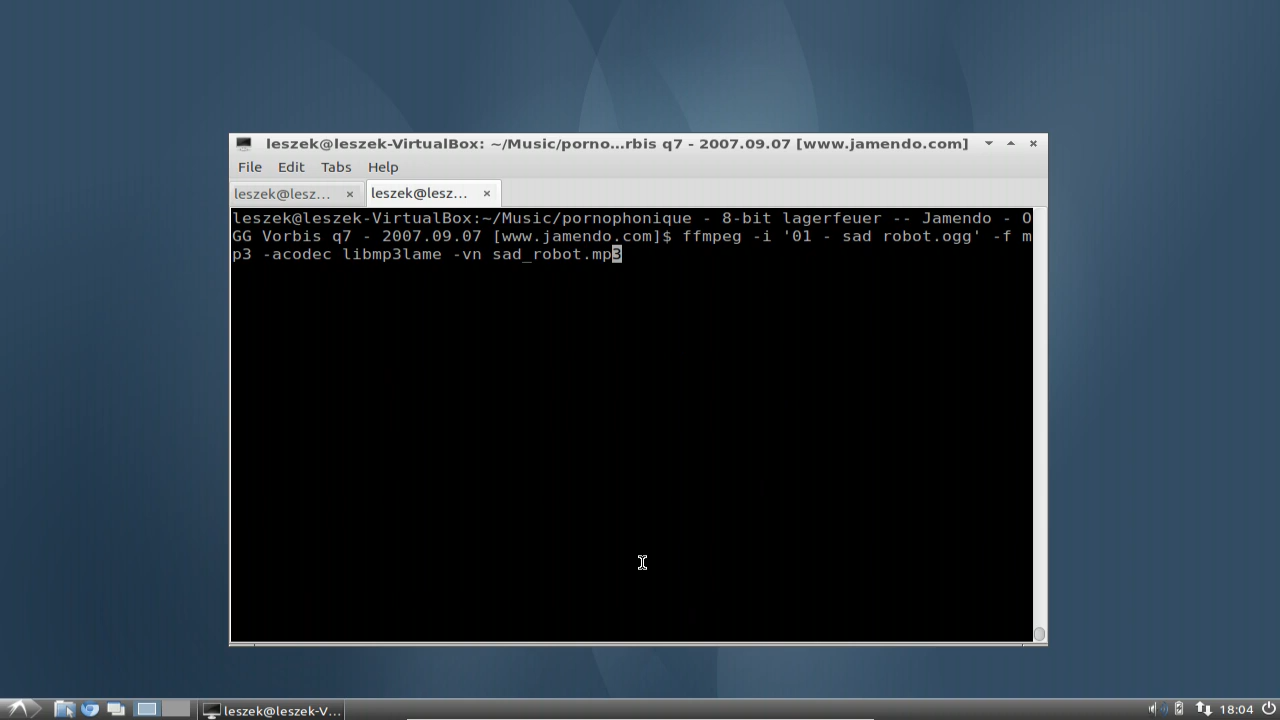 leszek@leszek-VirtualBox: ~/Music/porno...rbis q7 - 2007.09.07 [www.jamendo.com]
File Edit Tabs Help
leszek@lesz... leszek@lesz...
leszek@leszek-VirtualBox:~/Music/pornophonique - 8-bit lagerfeuer -- Jamendo - O
GG Vorbis q7 - 2007.09.07 [www.jamendo.com]$ ffmpeg -i '01 - sad robot.ogg' -f m
p3 -acodec libmp3lame -vn sad_robot.mp3
leszek@leszek-V... 18:04